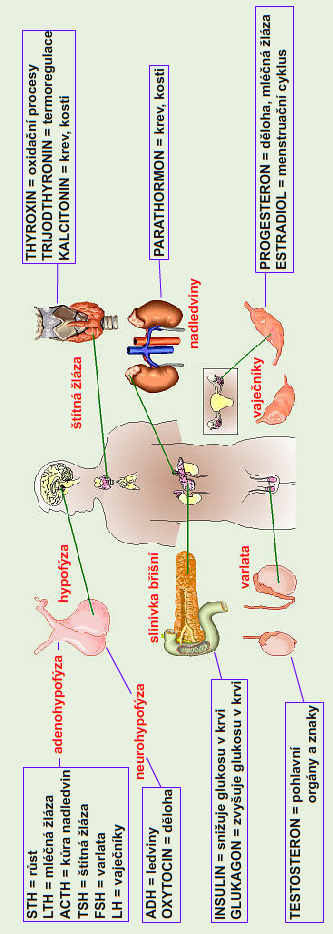 STH = růst
LTH = mléčná žláza
ACTH = kůra nadledvin
TSH = štítná žláza
FSH = varlata
LH = vaječníky
adenohypofýza
hypofýza
neurohypofýza
ADH = ledviny
OXYTOCIN = děloha
štítná žláza
THYROXIN = oxidační procesy
TRIJODTHYRONIN = termoregulace
KALCITONIN = krev, kosti
PARATHORMON = krev, kosti
nadledviny
slinivka břišní
INSULIN = snižuje glukosu v krvi
GLUKAGON = zvyšuje glukosu v krvi
vaječníky
PROGESTERON = děloha, mléčná žláza
ESTRADIOL = menstruační cyklus
varlata
TESTOSTERON = pohlavní
orgány a znaky